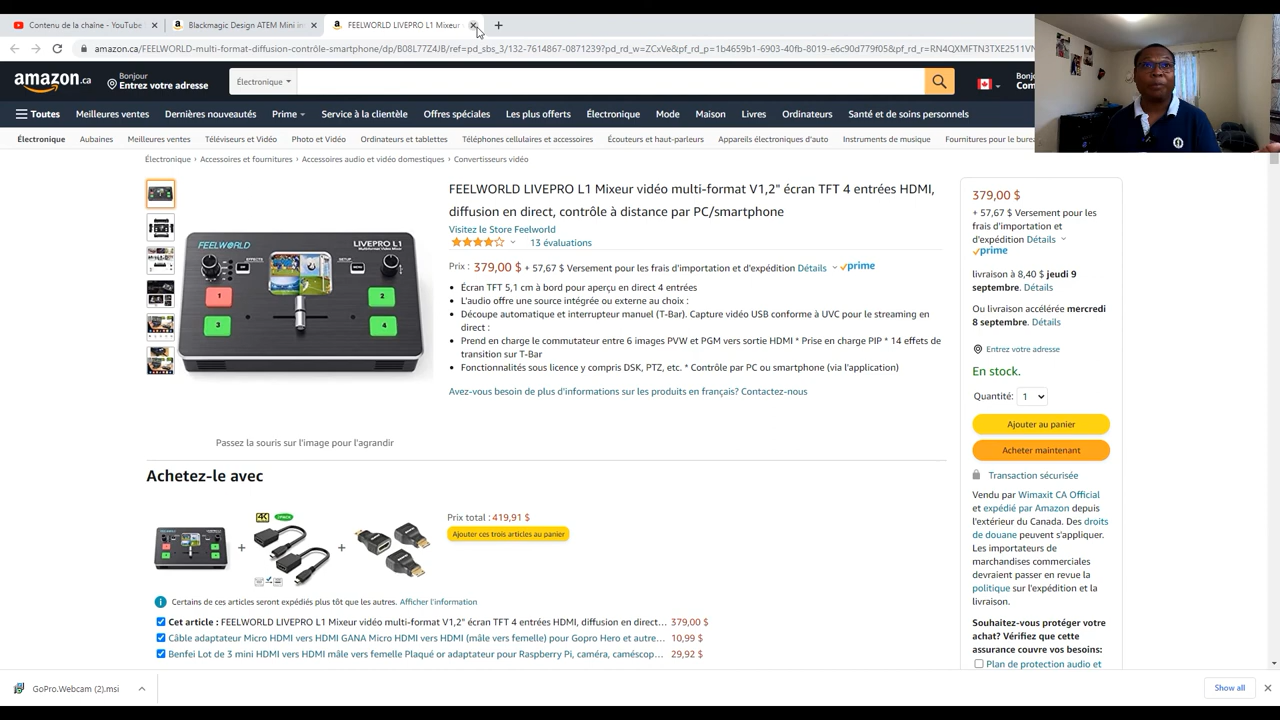 Contenu de la chaîne - YouTube
Blackmagic Design ATEM Mini in
FEELWORLD LIVEPRO L1 Mixeur
amazon.ca/FEELWORLD-multi-format-diffusion-contrôle-smartphone/dp/B08L77Z4JB/ref=pd_sbs_3/132-7614867-0871239?pd_rd_w=ZCxVe&pf_rd_p=1b4659b1-6903-40fb-8019-e6c90d779f05&pf_rd_r=RN4QXMFTN3TXE2511VN
amazon.ca
Bonjour
Entrez votre adresse
Électronique
Bonj
Com
Toutes
Meilleures ventes
Dernières nouveautés
Prime
Service à la clientèle
Offres spéciales
Les plus offerts
Électronique
Mode
Maison
Livres
Ordinateurs
Santé et de soins personnels
Électronique
Aubaines
Meilleures ventes
Téléviseurs et Vidéo
Photo et Vidéo
Ordinateurs et tablettes
Téléphones cellulaires et accessoires
Écouteurs et haut-parleurs
Appareils électroniques d'auto
Instruments de musique
Fournitures pour le bure
Électronique › Accessoires et fournitures › Accessoires audio et vidéo domestiques › Convertisseurs vidéo
FEELWORLD LIVEPRO L1 Mixeur vidéo multi-format V1,2" écran TFT 4 entrées HDMI,
diffusion en direct, contrôle à distance par PC/smartphone
Visitez le Store Feelworld
13 évaluations
Prix : 379,00 $ + 57,67 $ Versement pour les frais d'importation et d'expédition Détails prime
• Écran TFT 5,1 cm à bord pour aperçu en direct 4 entrées
• L'audio offre une source intégrée ou externe au choix :
• Découpe automatique et interrupteur manuel (T-Bar). Capture vidéo USB conforme à UVC pour le streaming en
direct :
• Prend en charge le commutateur entre 6 images PVW et PGM vers sortie HDMI * Prise en charge PIP * 14 effets de
transition sur T-Bar
• Fonctionnalités sous licence y compris DSK, PTZ, etc. * Contrôle par PC ou smartphone (via l'application)
Avez-vous besoin de plus d'informations sur les produits en français? Contactez-nous
FEELWORLD
LIVEPRO L1
EFFECTS
SETUP
MENU
1
2
3
4
Passez la souris sur l'image pour l'agrandir
379,00 $
+ 57,67 $ Versement pour les
frais d'importation et
d'expédition Détails
prime
livraison à 8,40 $ jeudi 9
septembre. Détails
Ou livraison accélérée mercredi
8 septembre. Détails
Entrez votre adresse
En stock.
Quantité: 1
Ajouter au panier
Acheter maintenant
Transaction sécurisée
Vendu par Wimaxit CA Official
et expédié par Amazon depuis
l'extérieur du Canada. Des droits
de douane peuvent s'appliquer.
Les importateurs de
marchandises commerciales
devraient passer en revue la
politique sur l'expédition et la
livraison.
Souhaitez-vous protéger votre
achat? Vérifiez que cette
assurance couvre vos besoins:
Plan de protection audio et
Achetez-le avec
4K
+
+
Prix total : 419,91 $
Ajouter ces trois articles au panier
Certains de ces articles seront expédiés plus tôt que les autres. Afficher l'information
Cet article : FEELWORLD LIVEPRO L1 Mixeur vidéo multi-format V1,2" écran TFT 4 entrées HDMI, diffusion en direct… 379,00 $
Câble adaptateur Micro HDMI vers HDMI GANA Micro HDMI vers HDMI (mâle vers femelle) pour Gopro Hero et autre… 10,99 $
Benfei Lot de 3 mini HDMI vers HDMI mâle vers femelle Plaqué or adaptateur pour Raspberry Pi, caméra, caméscop… 29,92 $
GoPro.Webcam (2).msi
Show all